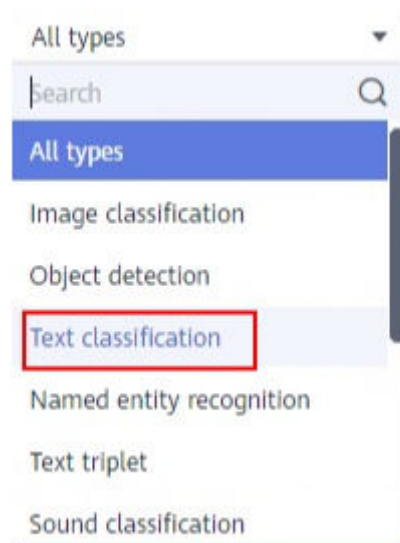 All types
Search
All types
Image classification
Object detection
Text classification
Named entity recognition
Text triplet
Sound classification